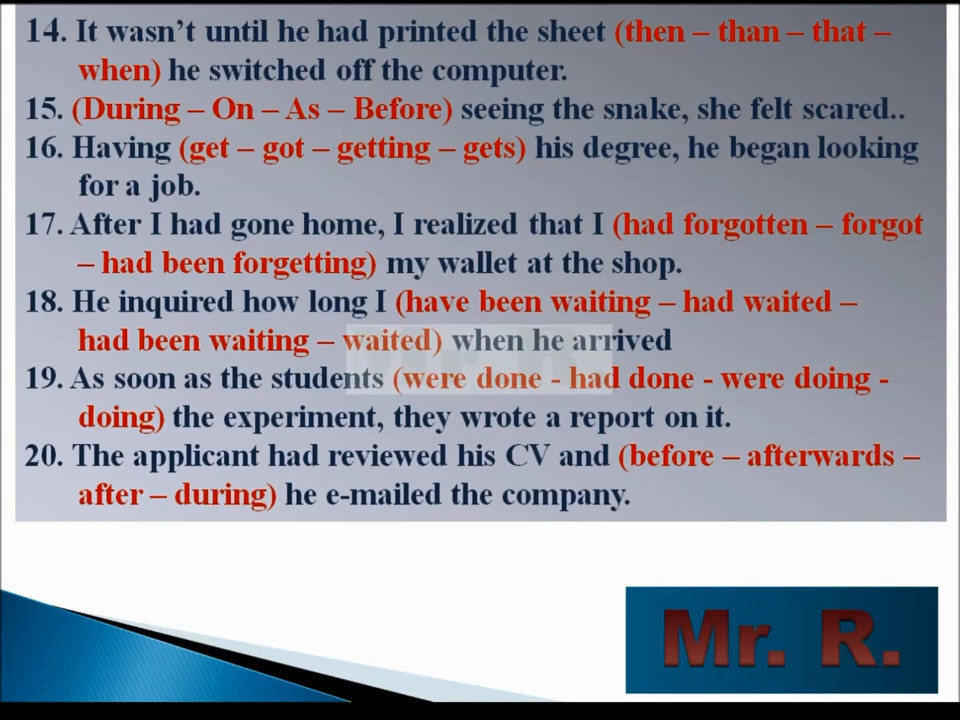 14. It wasn't until he had printed the sheet (then – than – that –
when) he switched off the computer.
15. (During – On – As – Before) seeing the snake, she felt scared..
16. Having (get – got – getting – gets) his degree, he began looking
for a job.
17. After I had gone home, I realized that I (had forgotten – forgot
– had been forgetting) my wallet at the shop.
18. He inquired how long I (have been waiting – had waited –
had been waiting – waited) when he arrived
19. As soon as the students (were done - had done - were doing -
doing) the experiment, they wrote a report on it.
20. The applicant had reviewed his CV and (before – afterwards –
after – during) he e-mailed the company.
Mr. R.